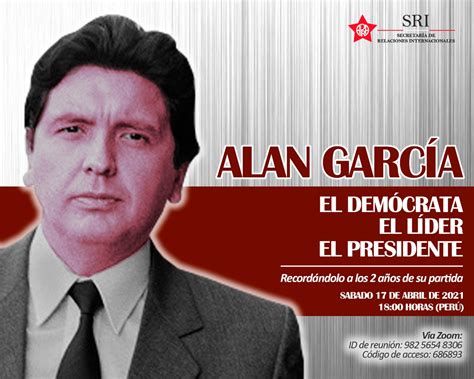 SRI
SECRETARÍA DE
RELACIONES INTERNACIONALES
ALAN GARCÍA
EL DEMÓCRATA
EL LÍDER
EL PRESIDENTE
Recordándolo a los 2 años de su partida
SABADO 17 DE ABRIL DE 2021
18:00 HORAS (PERÚ)
Via Zoom:
ID de reunión: 982 5654 8306
Código de acceso: 686893